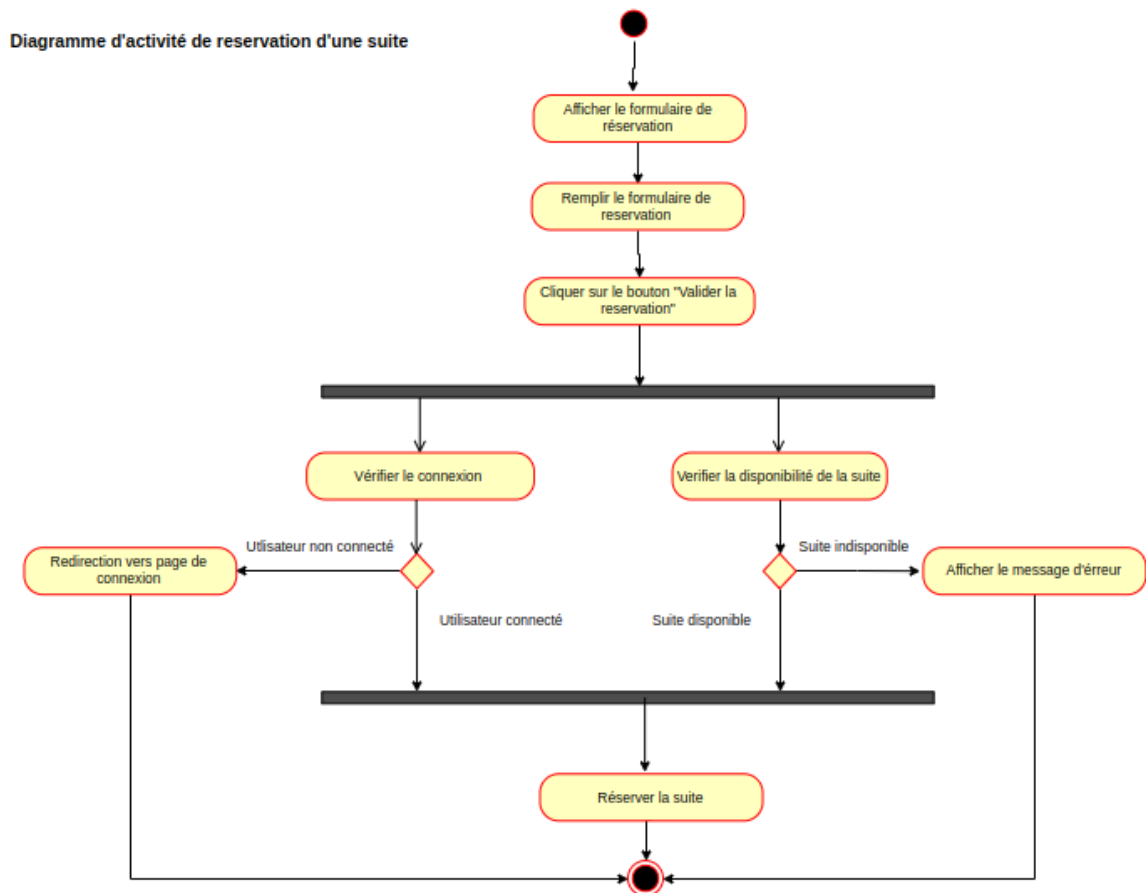 Diagramme d'activité de reservation d'une suite
Afficher le formulaire de
réservation
Remplir le formulaire de
reservation
Cliquer sur le bouton "Valider la
reservation"
Vérifier le connexion
Verifier la disponibilité de la suite
Utlisateur non connecté
Suite indisponible
Redirection vers page de
connexion
Afficher le message d'érreur
Utilisateur connecté
Suite disponible
Réserver la suite